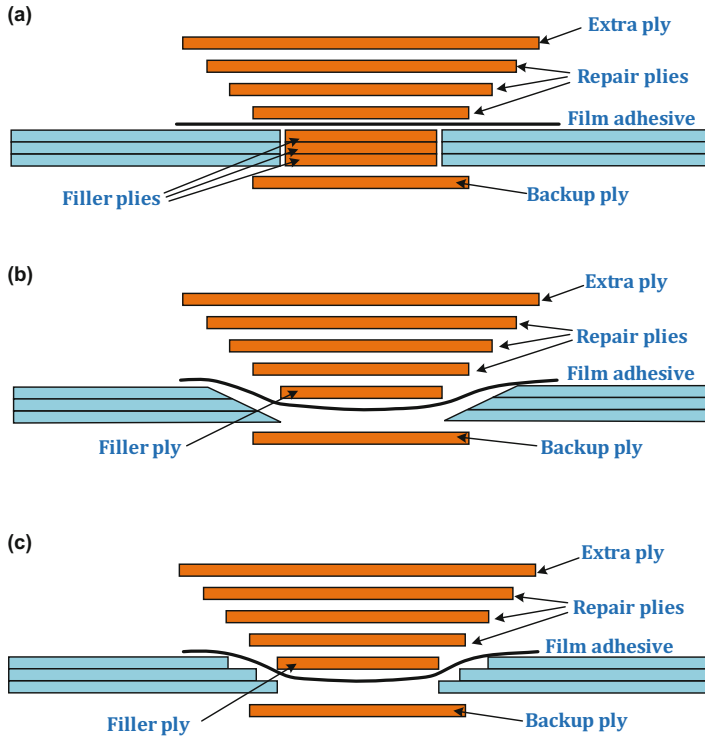 (a)
Extra ply
Repair plies
Film adhesive
Filler plies
Backup ply
(b)
Extra ply
Repair plies
Film adhesive
Filler ply
Backup ply
(c)
Extra ply
Repair plies
Film adhesive
Filler ply
Backup ply